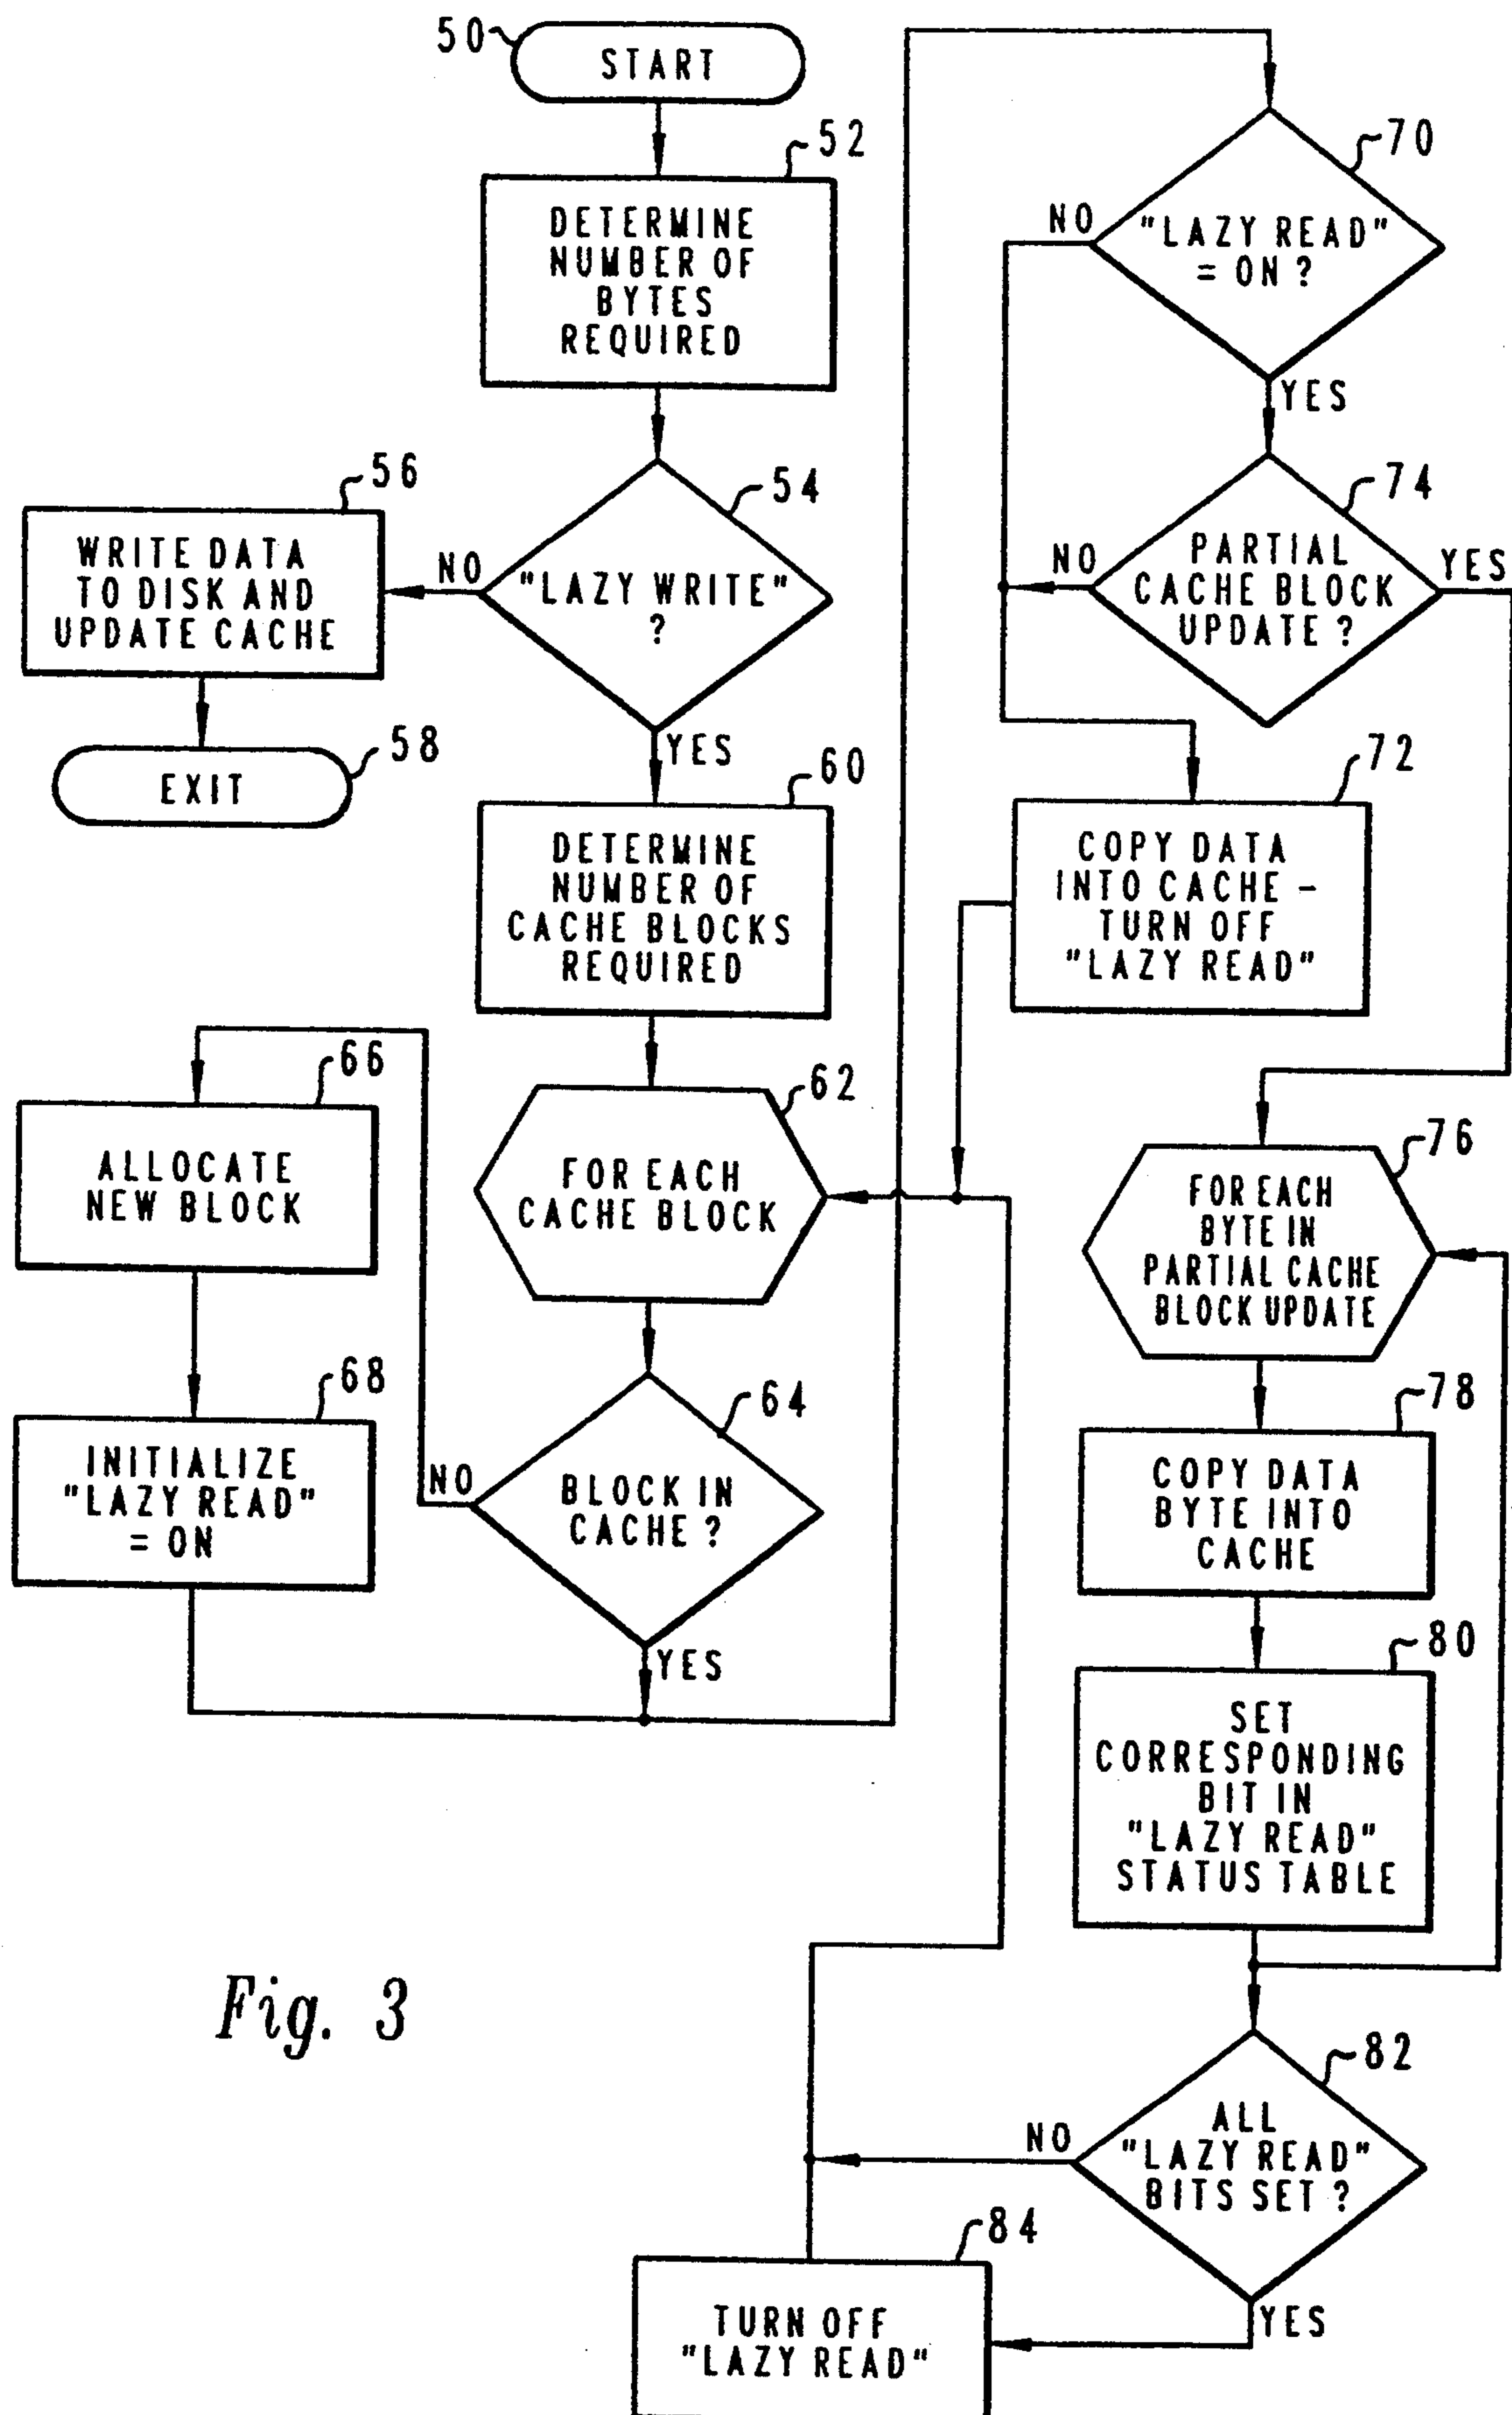 50
START
52
DETERMINE
NUMBER OF
BYTES
REQUIRED
54
"LAZY WRITE"
?
NO
YES
56
WRITE DATA
TO DISK AND
UPDATE CACHE
58
EXIT
60
DETERMINE
NUMBER OF
CACHE BLOCKS
REQUIRED
62
FOR EACH
CACHE BLOCK
64
BLOCK IN
CACHE ?
NO
YES
66
ALLOCATE
NEW BLOCK
68
INITIALIZE
"LAZY READ"
= ON
70
"LAZY READ"
= ON ?
NO
YES
74
PARTIAL
CACHE BLOCK
UPDATE ?
NO
YES
72
COPY DATA
INTO CACHE -
TURN OFF
"LAZY READ"
76
FOR EACH
BYTE IN
PARTIAL CACHE
BLOCK UPDATE
78
COPY DATA
BYTE INTO
CACHE
80
SET
CORRESPONDING
BIT IN
"LAZY READ"
STATUS TABLE
82
ALL
"LAZY READ"
BITS SET ?
NO
YES
84
TURN OFF
"LAZY READ"
Fig. 3